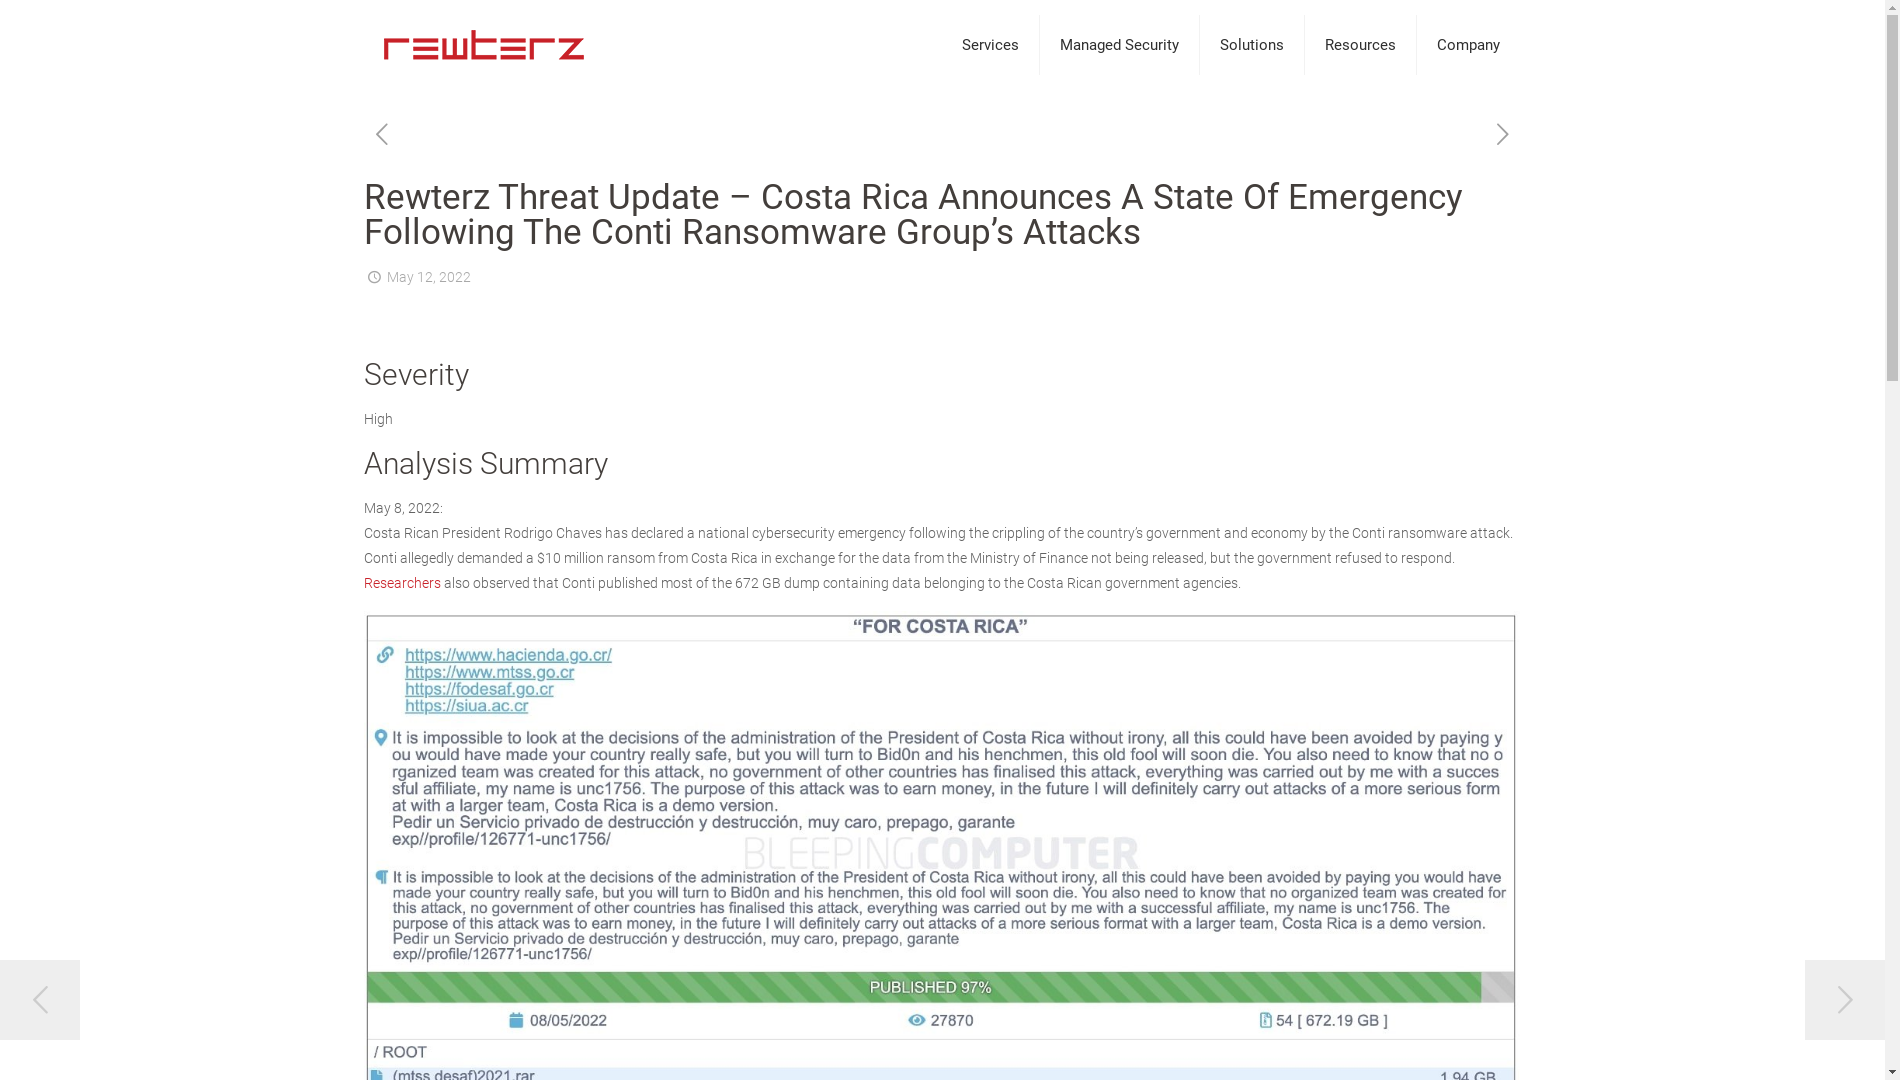 rewterz
Services
Managed Security
Solutions
Resources
Company
Rewterz Threat Update – Costa Rica Announces A State Of Emergency
Following The Conti Ransomware Group’s Attacks
May 12, 2022
Severity
High
Analysis Summary
May 8, 2022:
Costa Rican President Rodrigo Chaves has declared a national cybersecurity emergency following the crippling of the country’s government and economy by the Conti ransomware attack.
Conti allegedly demanded a $10 million ransom from Costa Rica in exchange for the data from the Ministry of Finance not being released, but the government refused to respond.
Researchers also observed that Conti published most of the 672 GB dump containing data belonging to the Costa Rican government agencies.
“FOR COSTA RICA”
https://www.hacienda.go.cr/
https://www.mtss.go.cr
https://fodesaf.go.cr
https://siua.ac.cr
It is impossible to look at the decisions of the administration of the President of Costa Rica without irony, all this could have been avoided by paying y
ou would have made your country really safe, but you will turn to Bid0n and his henchmen, this old fool will soon die. You also need to know that no o
rganized team was created for this attack, no government of other countries has finalised this attack, everything was carried out by me with a succes
sful affiliate, my name is unc1756. The purpose of this attack was to earn money, in the future I will definitely carry out attacks of a more serious form
at with a larger team, Costa Rica is a demo version.
Pedir un Servicio privado de destrucción y destrucción, muy caro, prepago, garante
exp//profile/126771-unc1756/
BLEEPINGCOMPUTER
It is impossible to look at the decisions of the administration of the President of Costa Rica without irony, all this could have been avoided by paying you would have
made your country really safe, but you will turn to Bid0n and his henchmen, this old fool will soon die. You also need to know that no organized team was created for
this attack, no government of other countries has finalised this attack, everything was carried out by me with a successful affiliate, my name is unc1756. The
purpose of this attack was to earn money, in the future I will definitely carry out attacks of a more serious format with a larger team, Costa Rica is a demo version.
Pedir un Servicio privado de destrucción y destrucción, muy caro, prepago, garante
exp//profile/126771-unc1756/
PUBLISHED 97%
08/05/2022
27870
54 [ 672.19 GB ]
/ ROOT
(mtss desaf)2021.rar
1.94 GB